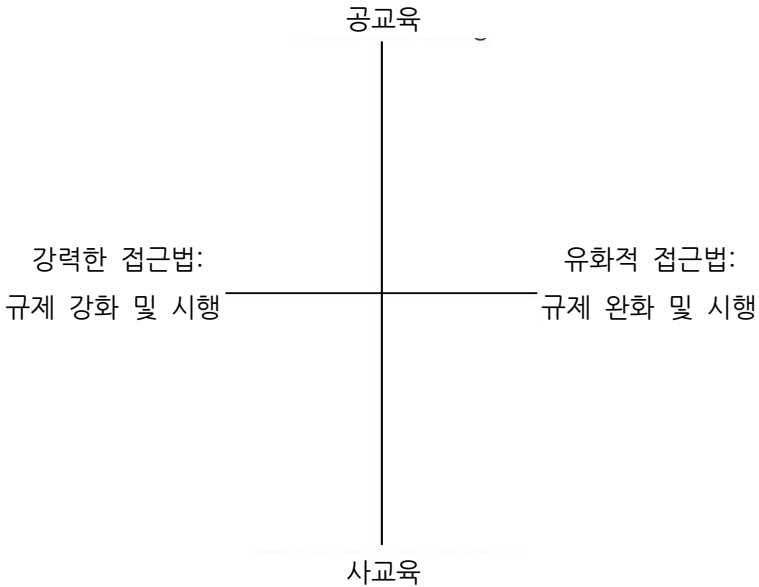 공교육
강력한 접근법:
규제 강화 및 시행
유화적 접근법:
규제 완화 및 시행
사교육